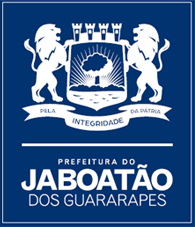 PELA INTEGRIDADE DA PATRIA
PREFEITURA DO
JABOATÃO
DOS GUARARAPES